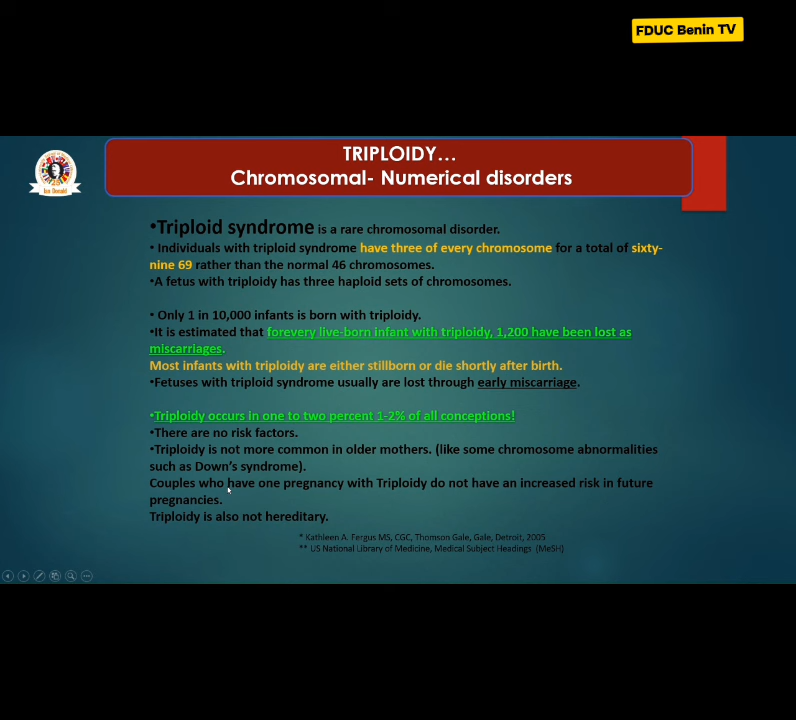 FDUC Benin TV
TRIPLOIDY...
Chromosomal- Numerical disorders
Ian Donald
•Triploid syndrome is a rare chromosomal disorder.
• Individuals with triploid syndrome have three of every chromosome for a total of sixty-
nine 69 rather than the normal 46 chromosomes.
•A fetus with triploidy has three haploid sets of chromosomes.
• Only 1 in 10,000 infants is born with triploidy.
•It is estimated that forevery live-born infant with triploidy, 1,200 have been lost as
miscarriages.
Most infants with triploidy are either stillborn or die shortly after birth.
•Fetuses with triploid syndrome usually are lost through early miscarriage.
•Triploidy occurs in one to two percent 1-2% of all conceptions!
•There are no risk factors.
•Triploidy is not more common in older mothers. (like some chromosome abnormalities
such as Down's syndrome).
Couples who have one pregnancy with Triploidy do not have an increased risk in future
pregnancies.
Triploidy is also not hereditary.
* Kathleen A. Fergus MS, CGC, Thomson Gale, Gale, Detroit, 2005
** US National Library of Medicine, Medical Subject Headings (MeSH)